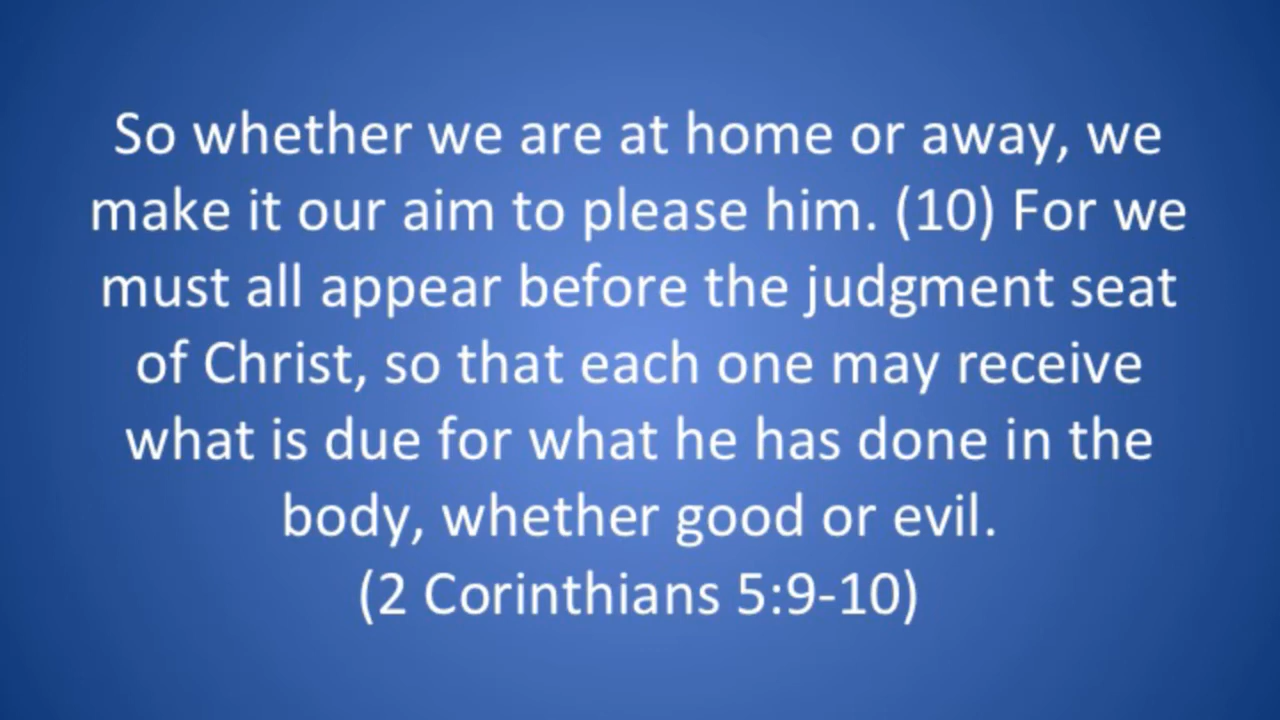 So whether we are at home or away, we
make it our aim to please him. (10) For we
must all appear before the judgment seat
of Christ, so that each one may receive
what is due for what he has done in the
body, whether good or evil.
(2 Corinthians 5:9-10)